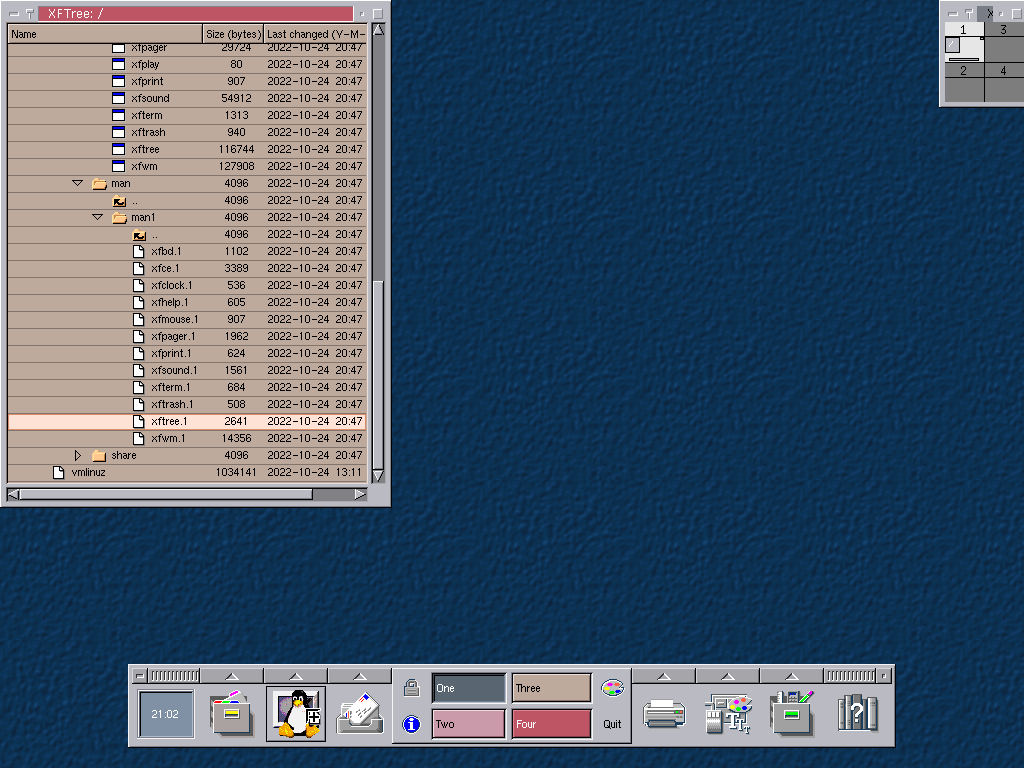 XFTree: /
Name Size (bytes) Last changed (Y-M-
xfpager 29724 2022-10-24 20:47
xfplay 80 2022-10-24 20:47
xfprint 907 2022-10-24 20:47
xfsound 54912 2022-10-24 20:47
xfterm 1313 2022-10-24 20:47
xftrash 940 2022-10-24 20:47
xftree 116744 2022-10-24 20:47
xfwm 127908 2022-10-24 20:47
man 4096 2022-10-24 20:47
.. 4096 2022-10-24 20:47
man1 4096 2022-10-24 20:47
.. 4096 2022-10-24 20:47
xfbd.1 1102 2022-10-24 20:47
xfce.1 3389 2022-10-24 20:47
xfclock.1 536 2022-10-24 20:47
xfhelp.1 605 2022-10-24 20:47
xfmouse.1 907 2022-10-24 20:47
xfpager.1 1962 2022-10-24 20:47
xfprint.1 624 2022-10-24 20:47
xfsound.1 1561 2022-10-24 20:47
xfterm.1 684 2022-10-24 20:47
xftrash.1 508 2022-10-24 20:47
xftree.1 2641 2022-10-24 20:47
xfwm.1 14356 2022-10-24 20:47
share 4096 2022-10-24 20:47
vmlinuz 1034141 2022-10-24 13:11
X
1 3
2 4
21:02
One Three
Two Four Quit